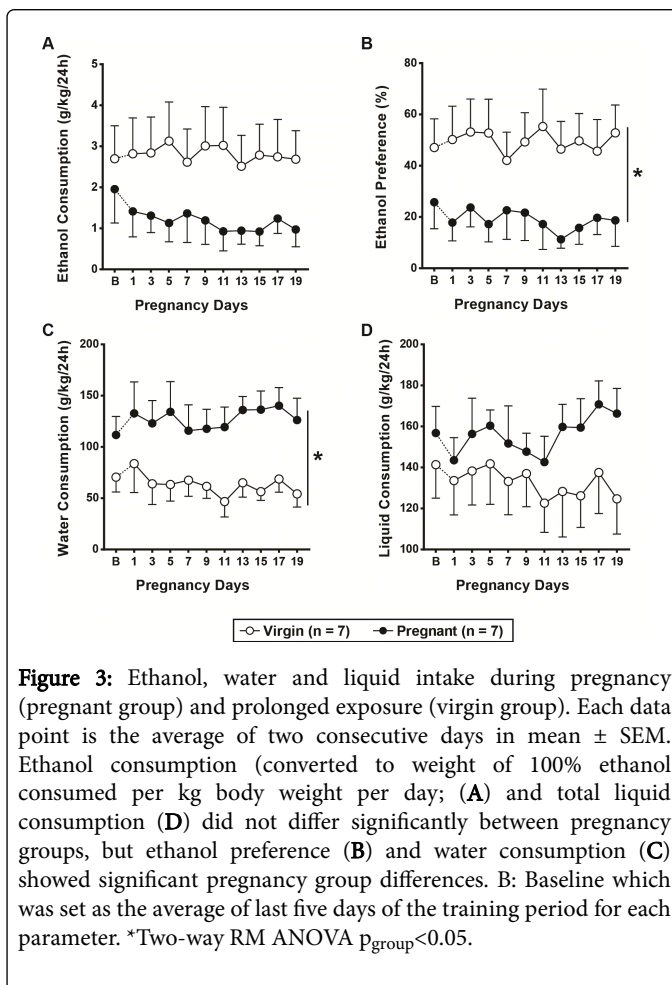 A
B
5
4
3
2
1
0
Ethanol Consumption (g/kg/24h)
B 1 3 5 7 9 11 13 15 17 19
Pregnancy Days
80
60
40
20
0
Ethanol Preference (%)
B 1 3 5 7 9 11 13 15 17 19
Pregnancy Days
*
C
D
200
150
100
50
0
Water Consumption (g/kg/24h)
B 1 3 5 7 9 11 13 15 17 19
Pregnancy Days
*
200
180
160
140
120
100
Liquid Consumption (g/kg/24h)
B 1 3 5 7 9 11 13 15 17 19
Pregnancy Days
Virgin (n = 7) Pregnant (n = 7)
Figure 3: Ethanol, water and liquid intake during pregnancy
(pregnant group) and prolonged exposure (virgin group). Each data
point is the average of two consecutive days in mean ± SEM.
Ethanol consumption (converted to weight of 100% ethanol
consumed per kg body weight per day; (A) and total liquid
consumption (D) did not differ significantly between pregnancy
groups, but ethanol preference (B) and water consumption (C)
showed significant pregnancy group differences. B: Baseline which
was set as the average of last five days of the training period for each
parameter. *Two-way RM ANOVA pgroup<0.05.